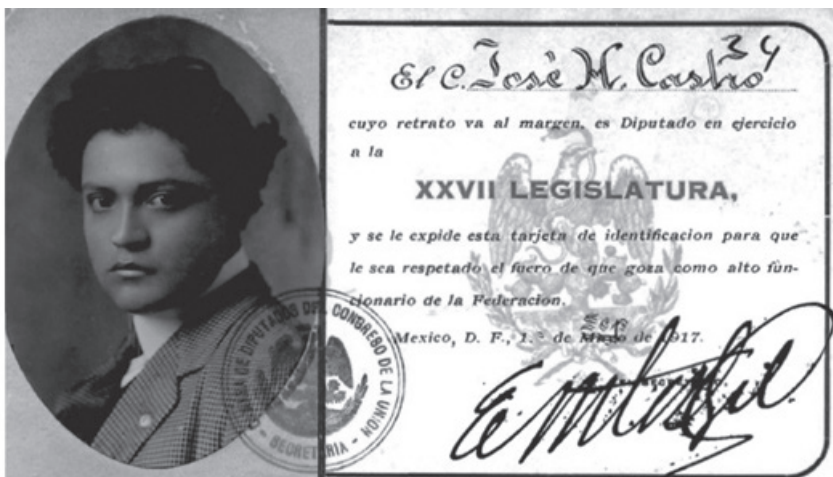 34
El C. José H. Castro
cuyo retrato va al margen, es Diputado en ejercicio
a la
XXVII LEGISLATURA,
y se le expide esta tarjeta de identificacion para que
le sea respetado el fuero de que goza como alto fun-
cionario de la Federacion.
Mexico, D. F., 1.º de de 1917.
CAMARA DE DIPUTADOS DEL CONGRESO DE LA UNION
- SECRETARIA -